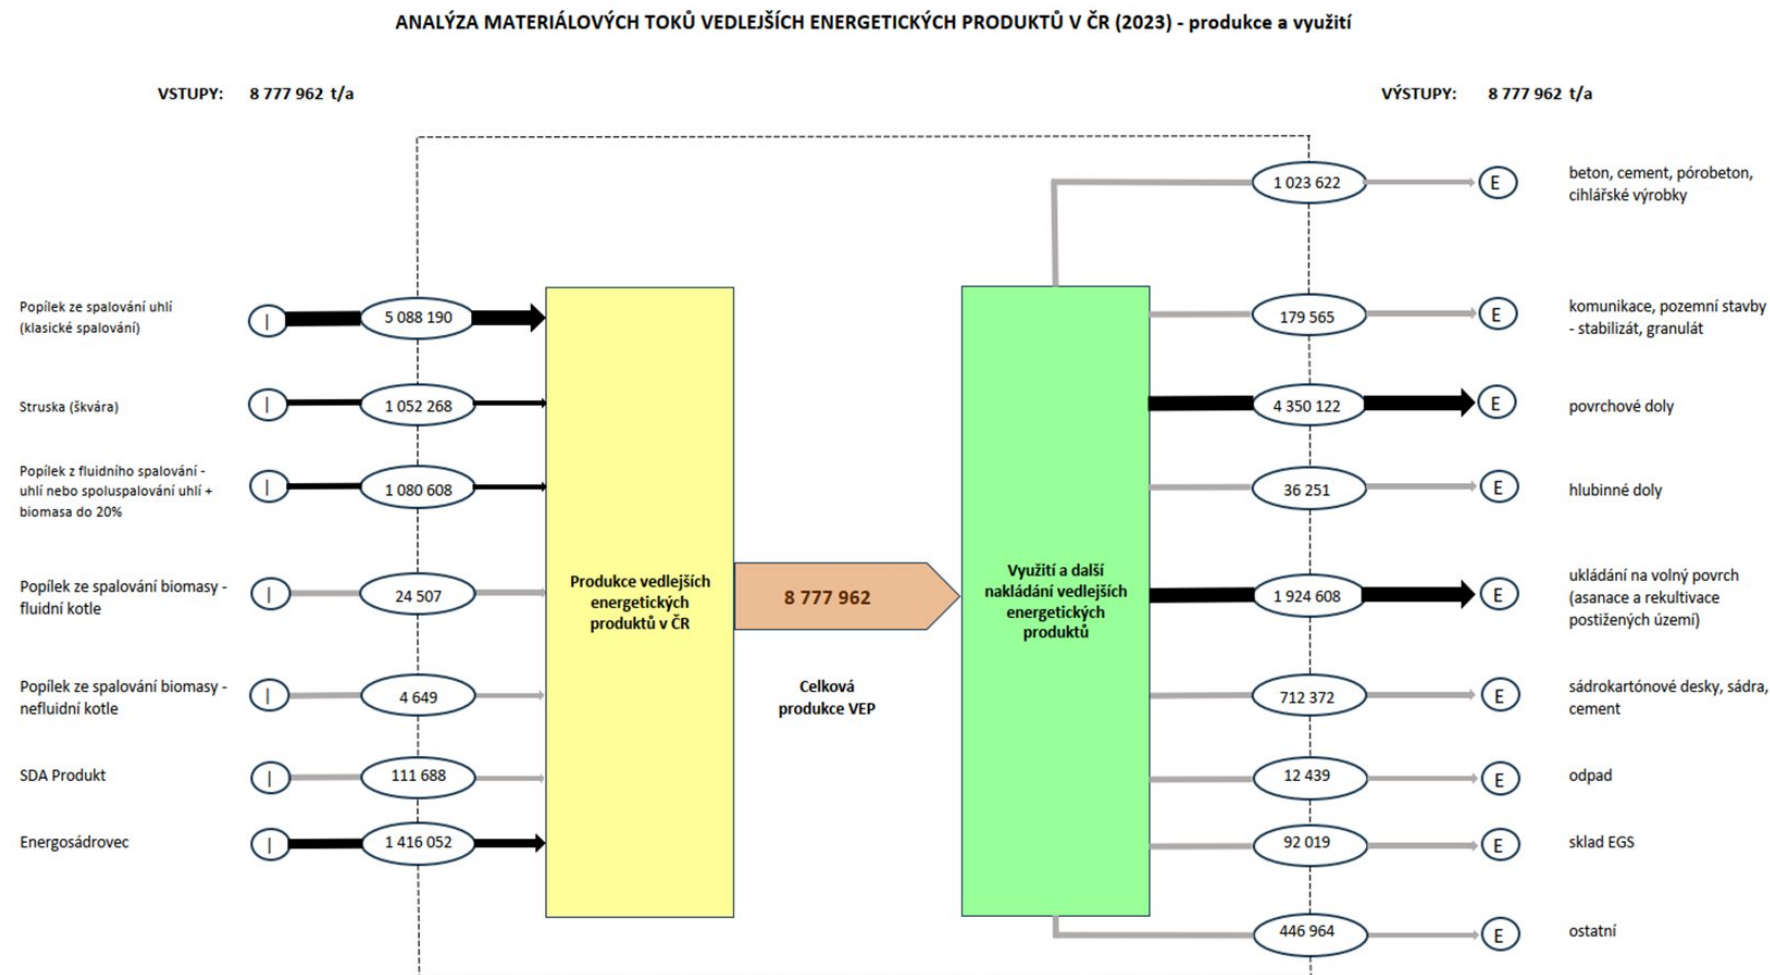 ANALÝZA MATERIÁLOVÝCH TOKŮ VEDLEJŠÍCH ENERGETICKÝCH PRODUKTŮ V ČR (2023) - produkce a využití
VSTUPY: 8 777 962 t/a
VÝSTUPY: 8 777 962 t/a
Popílek ze spalování uhlí
(klasické spalování)
I
5 088 190
Struska (škvára)
I
1 052 268
Popílek z fluidního spalování -
uhlí nebo spoluspalování uhlí +
biomasa do 20%
I
1 080 608
Popílek ze spalování biomasy -
fluidní kotle
I
24 507
Popílek ze spalování biomasy -
nefluidní kotle
I
4 649
SDA Produkt
I
111 688
Energosádrovec
I
1 416 052
Produkce vedlejších
energetických
produktů v ČR
8 777 962
Celková
produkce VEP
Využití a další
nakládání vedlejších
energetických
produktů
1 023 622
E
beton, cement, pórobeton,
cihlářské výrobky
179 565
E
komunikace, pozemní stavby
- stabilizát, granulát
4 350 122
E
povrchové doly
36 251
E
hlubinné doly
1 924 608
E
ukládání na volný povrch
(asanace a rekultivace
postižených území)
712 372
E
sádrokartónové desky, sádra,
cement
12 439
E
odpad
92 019
E
sklad EGS
446 964
E
ostatní